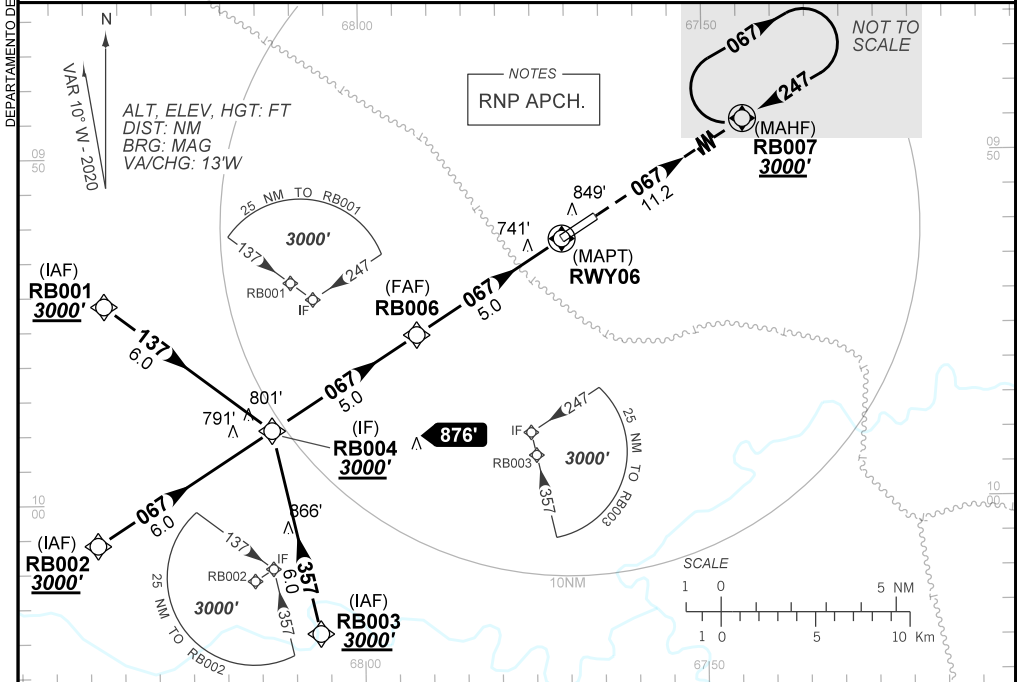 DEPARTAMENTO DE
N
VAR 10° W - 2020
ALT, ELEV, HGT: FT
DIST: NM
BRG: MAG
VA/CHG: 13'W
68 00
67 50
NOTES
RNP APCH.
NOT TO
SCALE
067
247
(MAHF)
RB007
3000'
09
50
09
50
067
11.2
849'
741'
(MAPT)
RWY06
25 NM TO RB001
3000'
137
247
RB001
IF
(IAF)
RB001
3000'
137
6.0
(FAF)
RB006
067
5.0
067
5.0
801'
791'
(IF)
RB004
3000'
876'
247
IF
RB003
3000'
357
25 NM TO RB003
10
00
10
00
067
6.0
(IAF)
RB002
3000'
866'
137
IF
RB002
3000'
357
25 NM TO RB002
357
6.0
(IAF)
RB003
3000'
10NM
SCALE
1 0 5 NM
1 0 5 10 Km
68 00
67 50